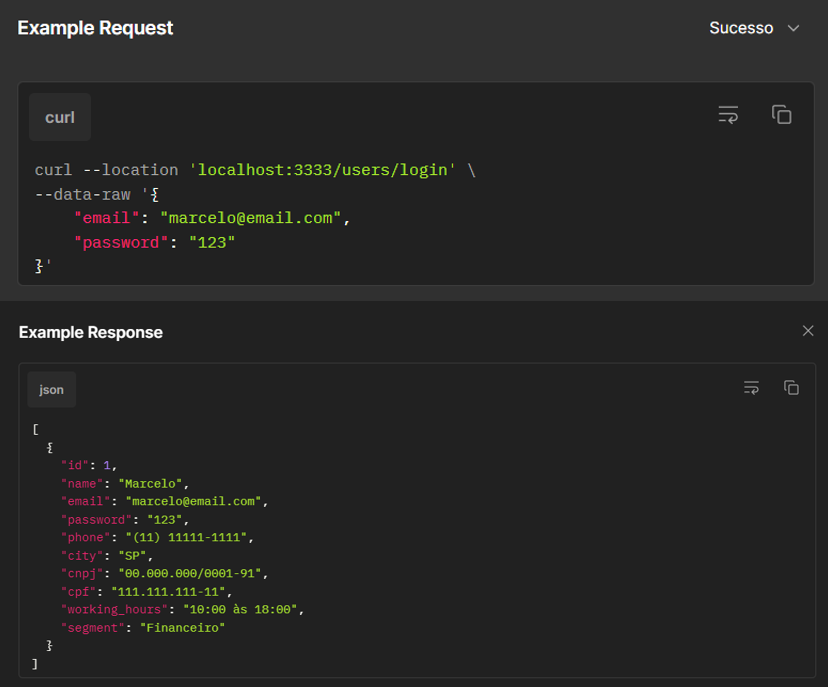 Example Request
Sucesso
curl
curl --location 'localhost:3333/users/login' \
--data-raw '{
    "email": "marcelo@email.com",
    "password": "123"
}'
Example Response
json
[
  {
    "id": 1,
    "name": "Marcelo",
    "email": "marcelo@email.com",
    "password": "123",
    "phone": "(11) 11111-1111",
    "city": "SP",
    "cnpj": "00.000.000/0001-91",
    "cpf": "111.111.111-11",
    "working_hours": "10:00 às 18:00",
    "segment": "Financeiro"
  }
]